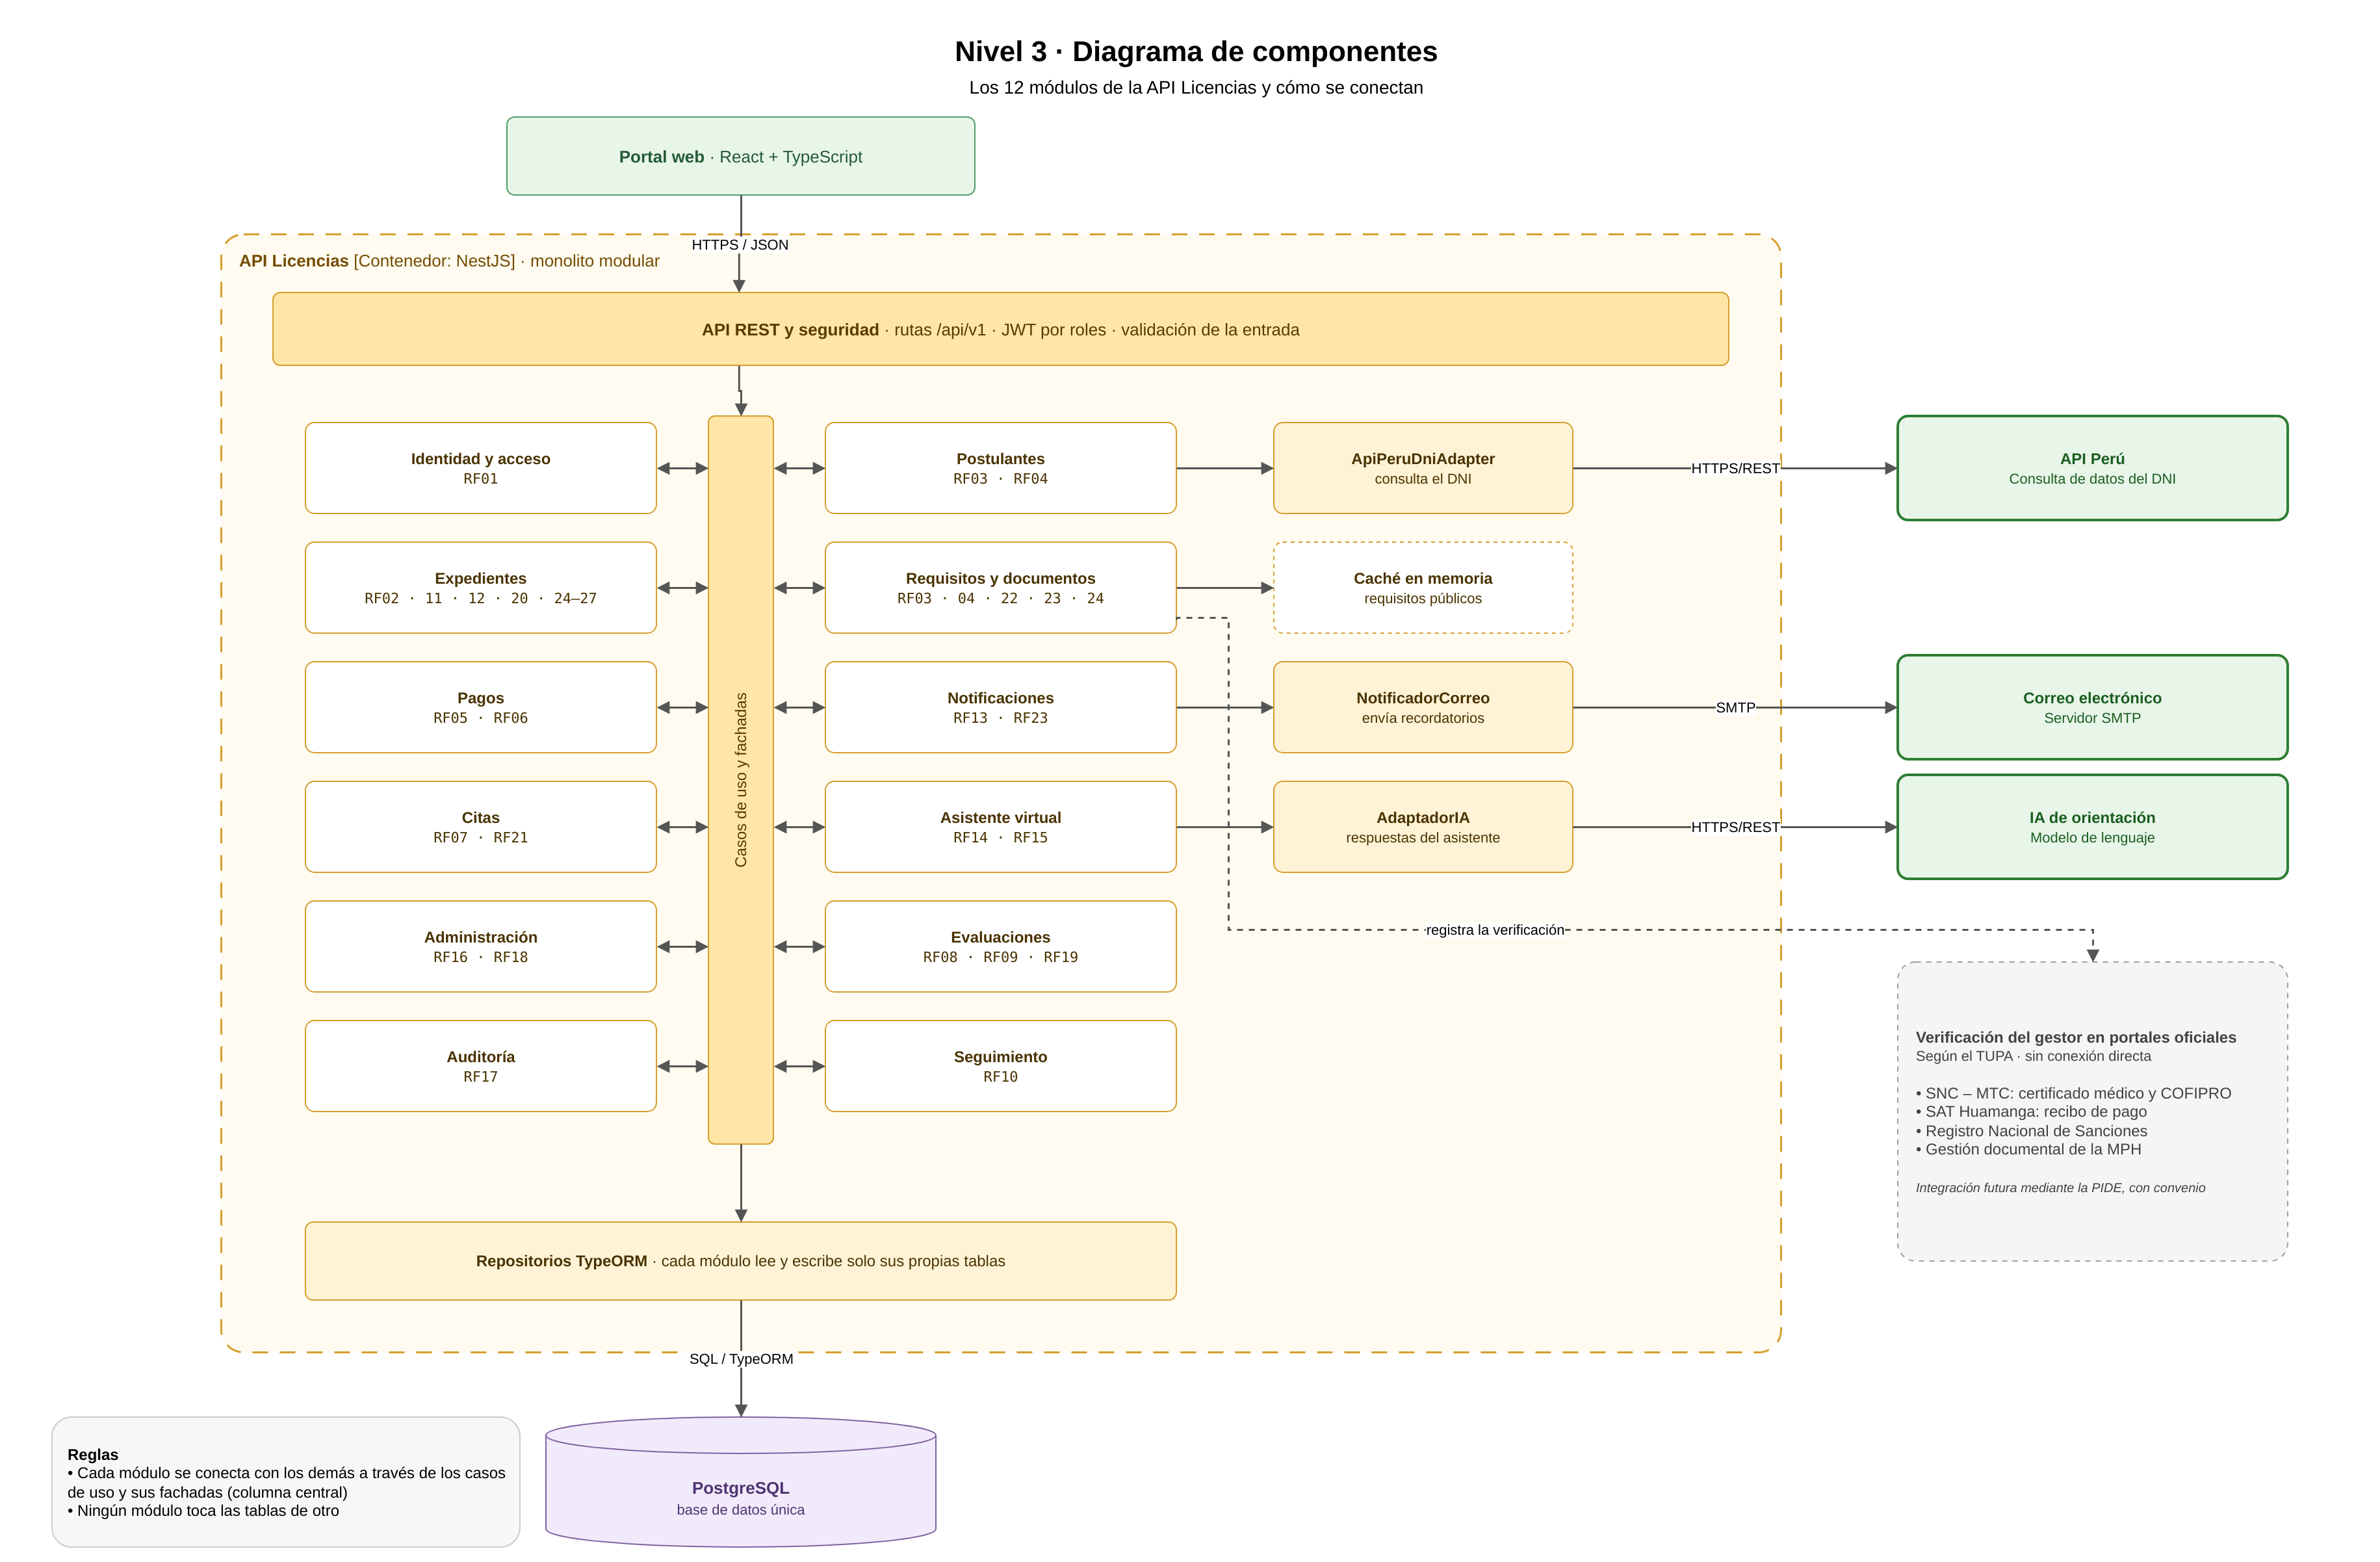 Nivel 3 · Diagrama de componentes
Los 12 módulos de la API Licencias y cómo se conectan
Portal web · React + TypeScript
HTTPS / JSON
API Licencias [Contenedor: NestJS] · monolito modular
API REST y seguridad · rutas /api/v1 · JWT por roles · validación de la entrada
Casos de uso y fachadas
Identidad y acceso
RF01
Postulantes
RF03 · RF04
ApiPeruDniAdapter
consulta el DNI
HTTPS/REST
API Perú
Consulta de datos del DNI
Expedientes
RF02 · 11 · 12 · 20 · 24–27
Requisitos y documentos
RF03 · 04 · 22 · 23 · 24
Caché en memoria
requisitos públicos
Pagos
RF05 · RF06
Notificaciones
RF13 · RF23
NotificadorCorreo
envía recordatorios
SMTP
Correo electrónico
Servidor SMTP
Citas
RF07 · RF21
Asistente virtual
RF14 · RF15
AdaptadorIA
respuestas del asistente
HTTPS/REST
IA de orientación
Modelo de lenguaje
registra la verificación
Administración
RF16 · RF18
Evaluaciones
RF08 · RF09 · RF19
Auditoría
RF17
Seguimiento
RF10
Verificación del gestor en portales oficiales
Según el TUPA · sin conexión directa
• SNC – MTC: certificado médico y COFIPRO
• SAT Huamanga: recibo de pago
• Registro Nacional de Sanciones
• Gestión documental de la MPH
Integración futura mediante la PIDE, con convenio
Repositorios TypeORM · cada módulo lee y escribe solo sus propias tablas
SQL / TypeORM
PostgreSQL
base de datos única
Reglas
• Cada módulo se conecta con los demás a través de los casos
de uso y sus fachadas (columna central)
• Ningún módulo toca las tablas de otro